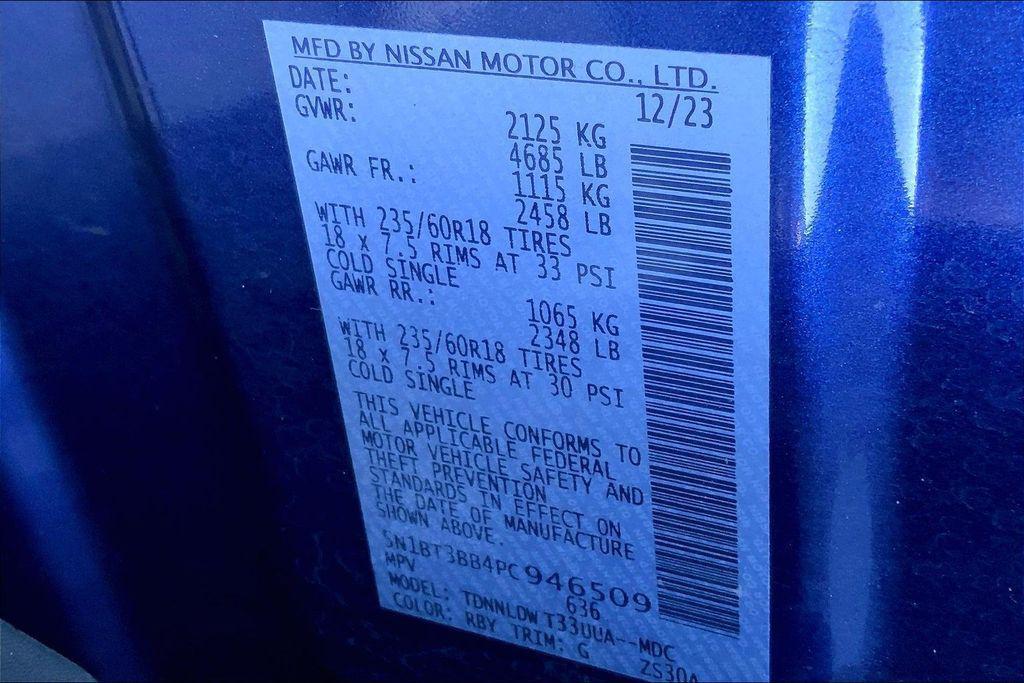 MFD BY NISSAN MOTOR CO., LTD.
DATE: 12/23
GVWR: 2125 KG
4685 LB
GAWR FR.: 1115 KG
2458 LB
WITH 235/60R18 TIRES
18 x 7.5 RIMS AT 33 PSI
COLD SINGLE
GAWR RR.: 1065 KG
2348 LB
WITH 235/60R18 TIRES
18 x 7.5 RIMS AT 30 PSI
COLD SINGLE
THIS VEHICLE CONFORMS TO
ALL APPLICABLE FEDERAL
MOTOR VEHICLE SAFETY AND
THEFT PREVENTION
STANDARDS IN EFFECT ON
THE DATE OF MANUFACTURE
SHOWN ABOVE.
5N1BT3BB4PC946509
MPV 636
MODEL: TDNNLDW T33UUA--MDC
COLOR: RBY TRIM: G ZS30A